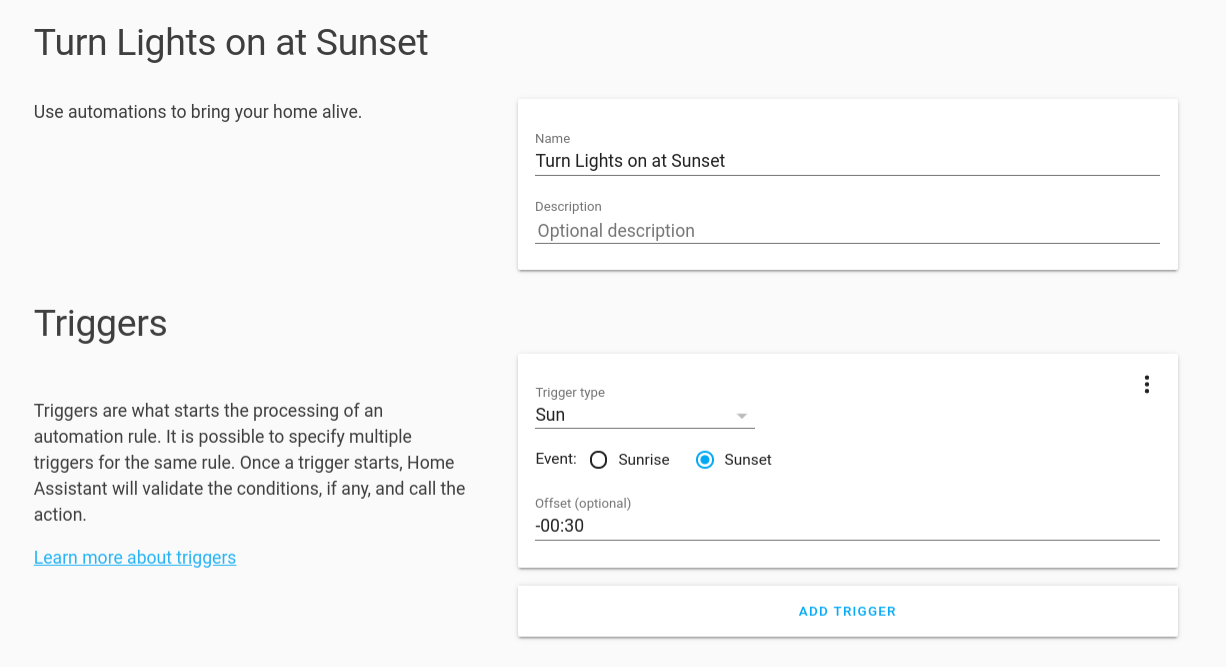 Turn Lights on at Sunset
Use automations to bring your home alive.
Name
Turn Lights on at Sunset
Description
Optional description
Triggers
Triggers are what starts the processing of an
automation rule. It is possible to specify multiple
triggers for the same rule. Once a trigger starts, Home
Assistant will validate the conditions, if any, and call the
action.
Learn more about triggers
Trigger type
Sun
Event: Sunrise Sunset
Offset (optional)
-00:30
ADD TRIGGER